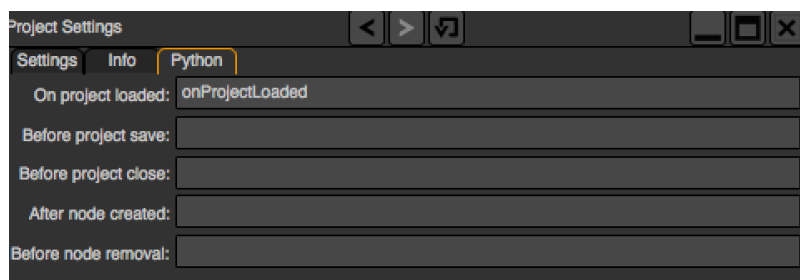 Project Settings
Settings Info Python
On project loaded: onProjectLoaded
Before project save:
Before project close:
After node created:
Before node removal: